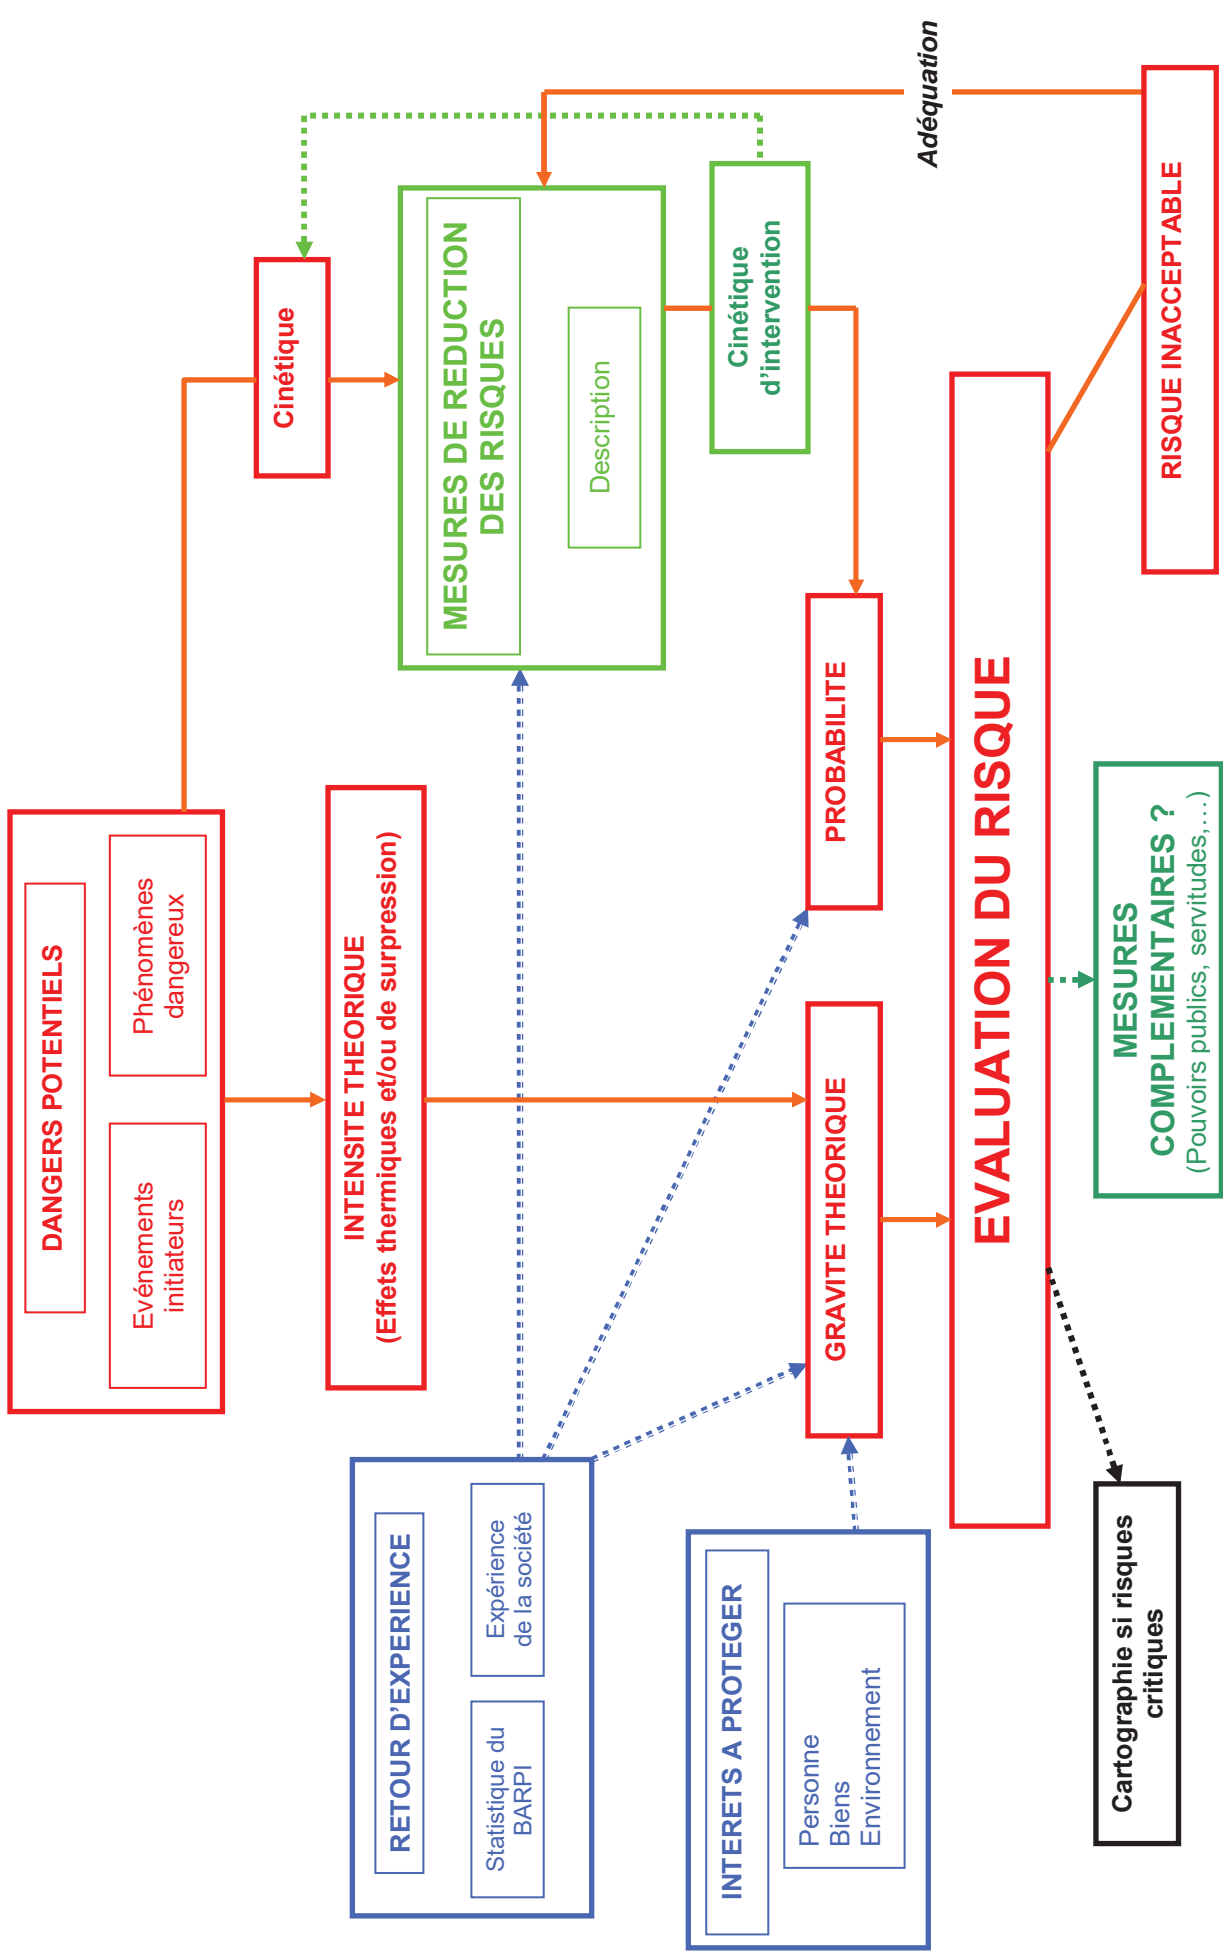 DANGERS POTENTIELS
Evénements
initiateurs
Phénomènes
dangereux
Cinétique
INTENSITE THEORIQUE
(Effets thermiques et/ou de surpression)
RETOUR D'EXPERIENCE
Statistique du
BARPI
Expérience
de la société
MESURES DE REDUCTION
DES RISQUES
Description
INTERETS A PROTEGER
Personne
Biens
Environnement
Cinétique
d'intervention
GRAVITE THEORIQUE
PROBABILITE
Adéquation
EVALUATION DU RISQUE
Cartographie si risques
critiques
MESURES
COMPLEMENTAIRES ?
(Pouvoirs publics, servitudes,…)
RISQUE INACCEPTABLE